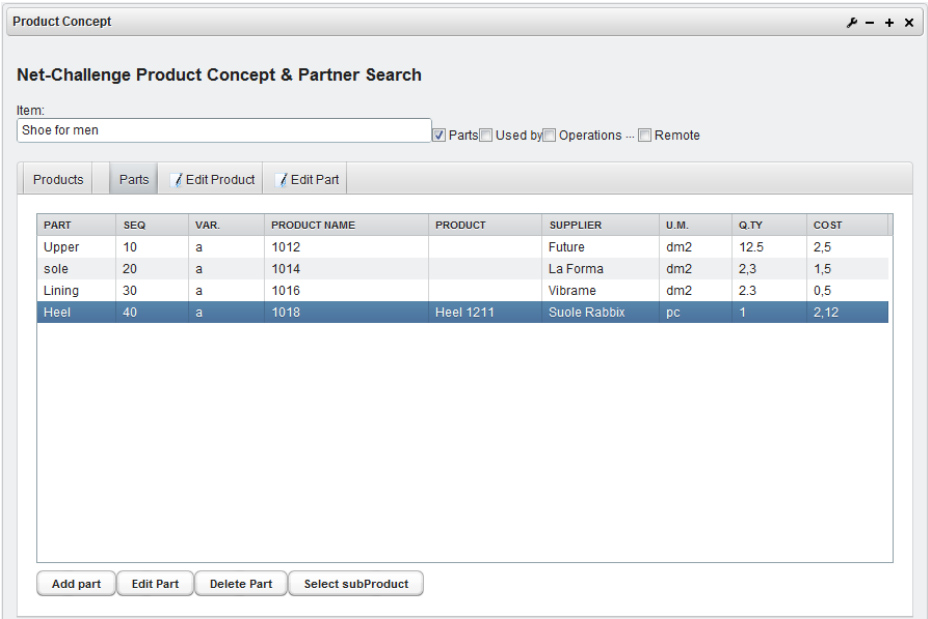 Product Concept
Net-Challenge Product Concept & Partner Search
Item:
Shoe for men Parts Used by Operations ... Remote
Products Parts Edit Product Edit Part
PART SEQ VAR. PRODUCT NAME PRODUCT SUPPLIER U.M. Q.TY COST
Upper 10 a 1012 Future dm2 12.5 2,5
sole 20 a 1014 La Forma dm2 2,3 1,5
Lining 30 a 1016 Vibrame dm2 2.3 0,5
Heel 40 a 1018 Heel 1211 Suole Rabbix pc 1 2,12
Add part Edit Part Delete Part Select subProduct